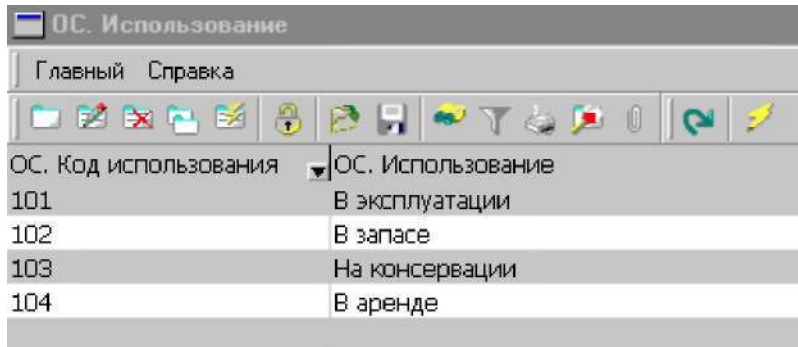 ОС. Использование
Главный Справка
ОС. Код использования ОС. Использование
101 В эксплуатации
102 В запасе
103 На консервации
104 В аренде